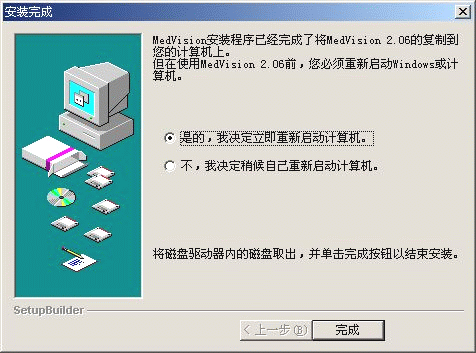 安装完成
MedVision安装程序已经完成了将MedVision 2.06的复制到
您的计算机上。
但在使用MedVision 2.06前，您必须重新启动Windows或计
算机。
是的，我决定立即重新启动计算机。
不，我决定稍候自己重新启动计算机。
将磁盘驱动器内的磁盘取出，并单击完成按钮以结束安装。
SetupBuilder
< 上一步(B)
完成